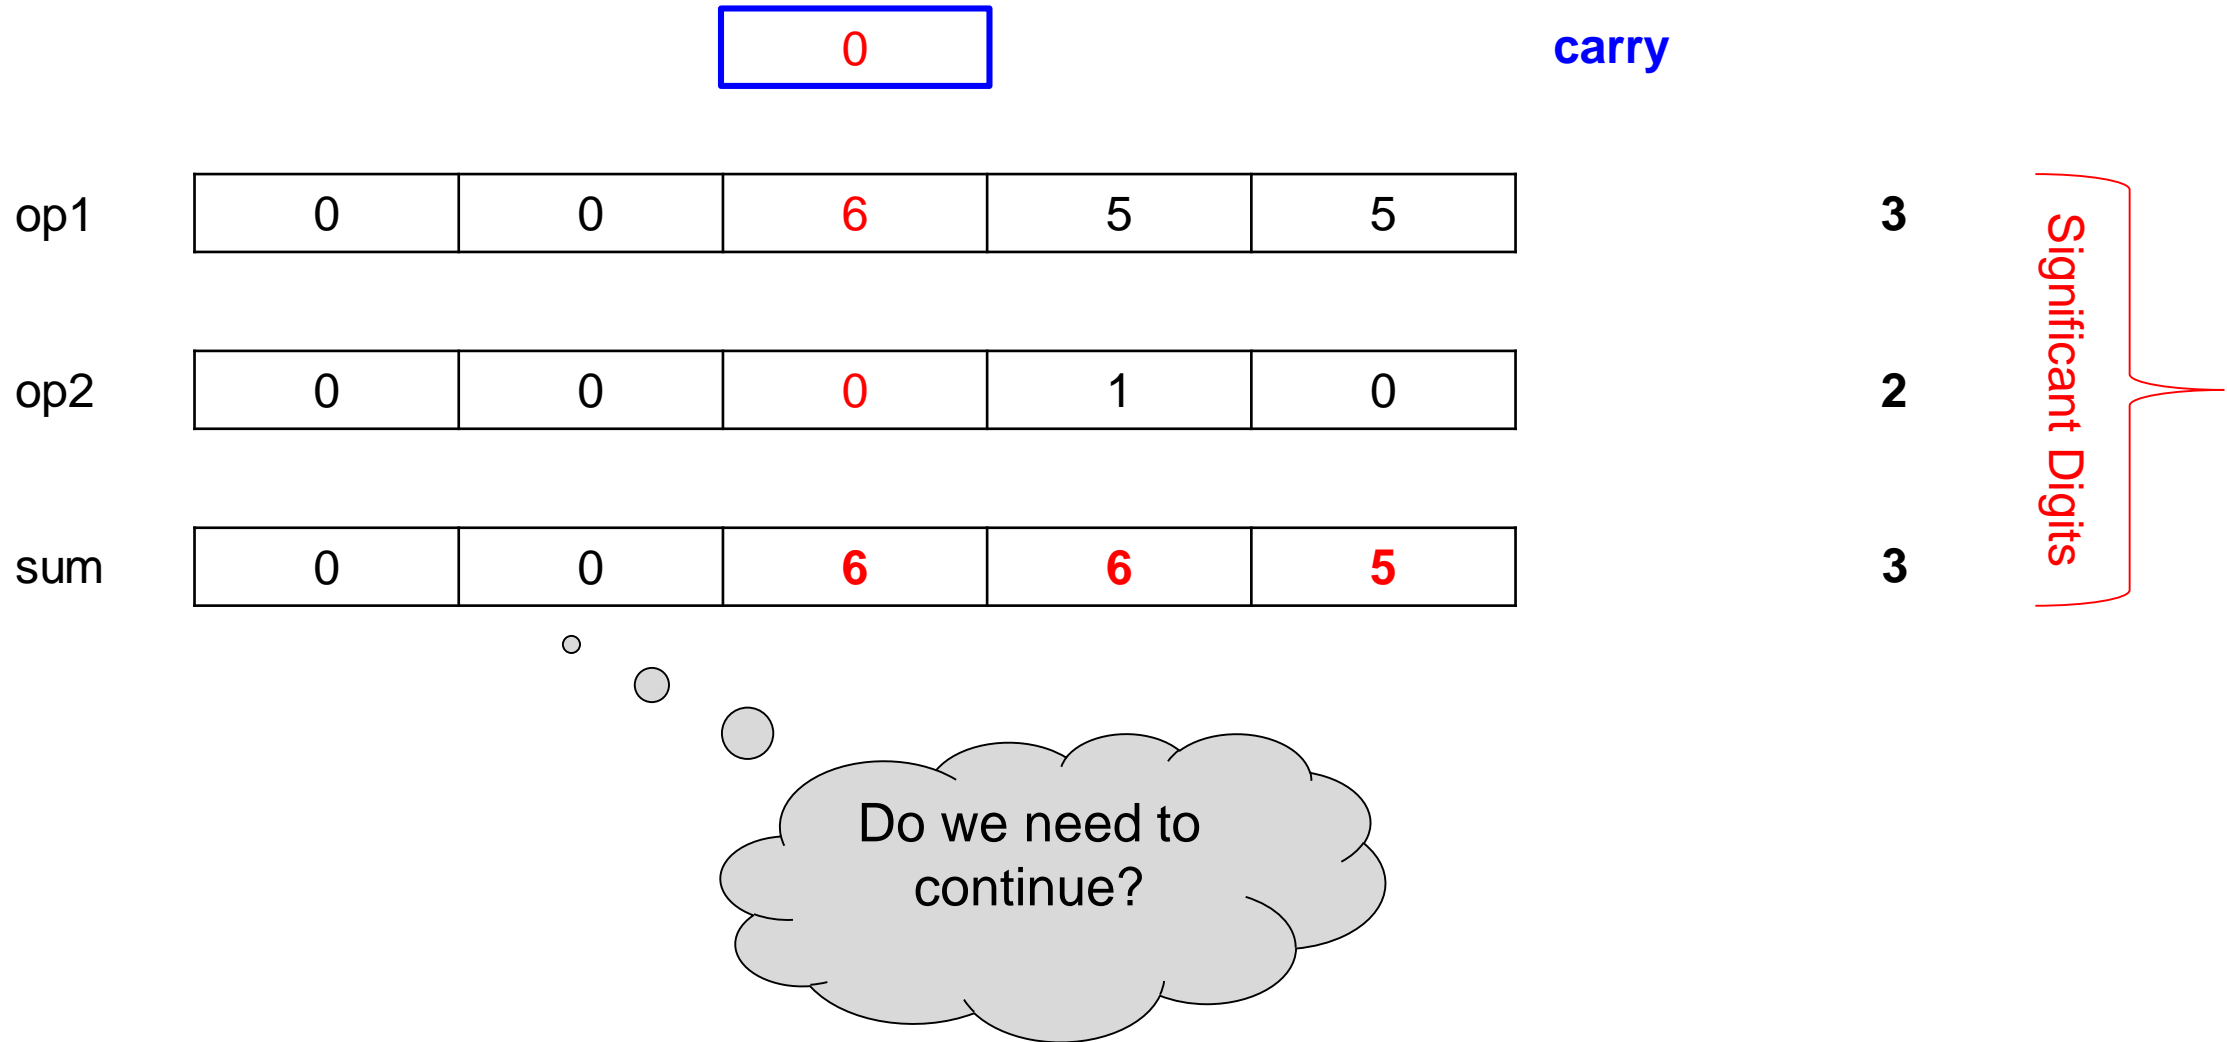 0 carry
op1 0 0 6 5 5 3
op2 0 0 0 1 0 2
sum 0 0 6 6 5 3
Significant Digits
Do we need to
continue?